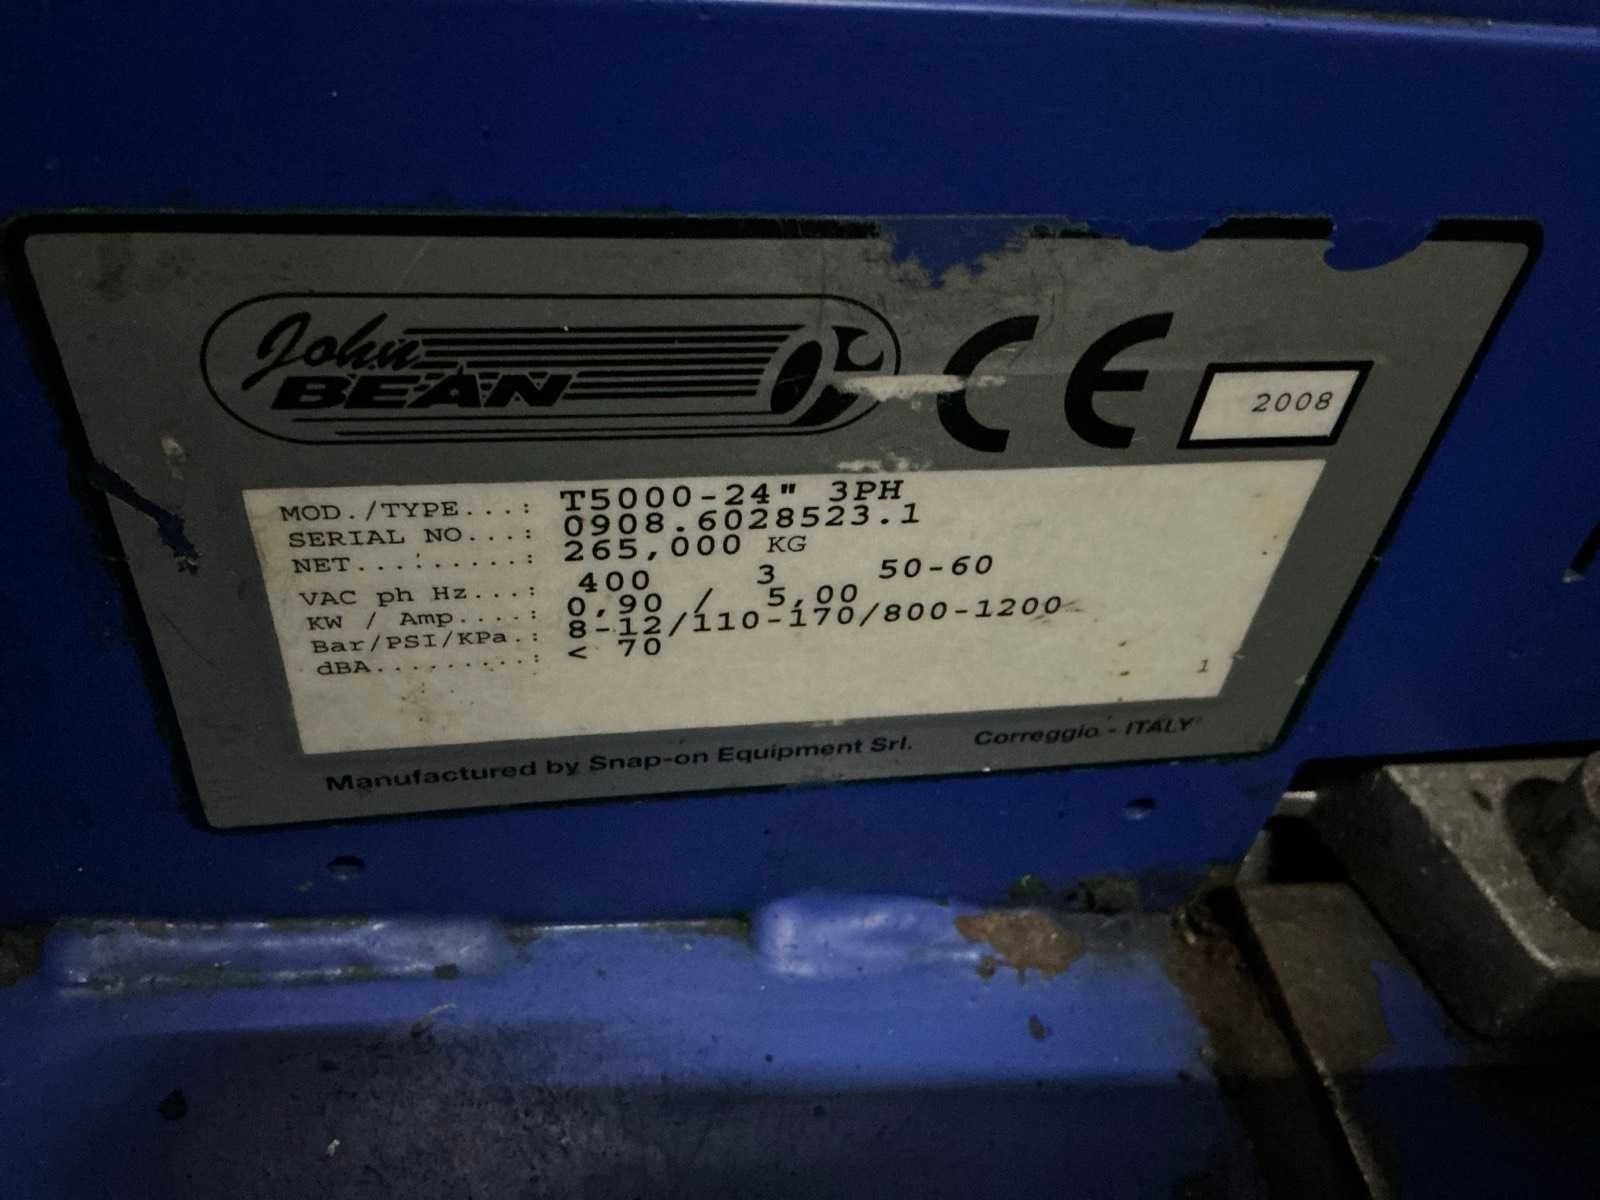 John
BEAN
CE
2008
MOD./TYPE...: T5000-24" 3PH
SERIAL NO...: 0908.6028523.1
NET.........: 265,000 KG
VAC ph Hz...: 400 3 50-60
KW / Amp....: 0,90 / 5,00
Bar/PSI/KPa.: 8-12/110-170/800-1200
dBA.........: < 70
1
Manufactured by Snap-on Equipment Srl. Correggio - ITALY